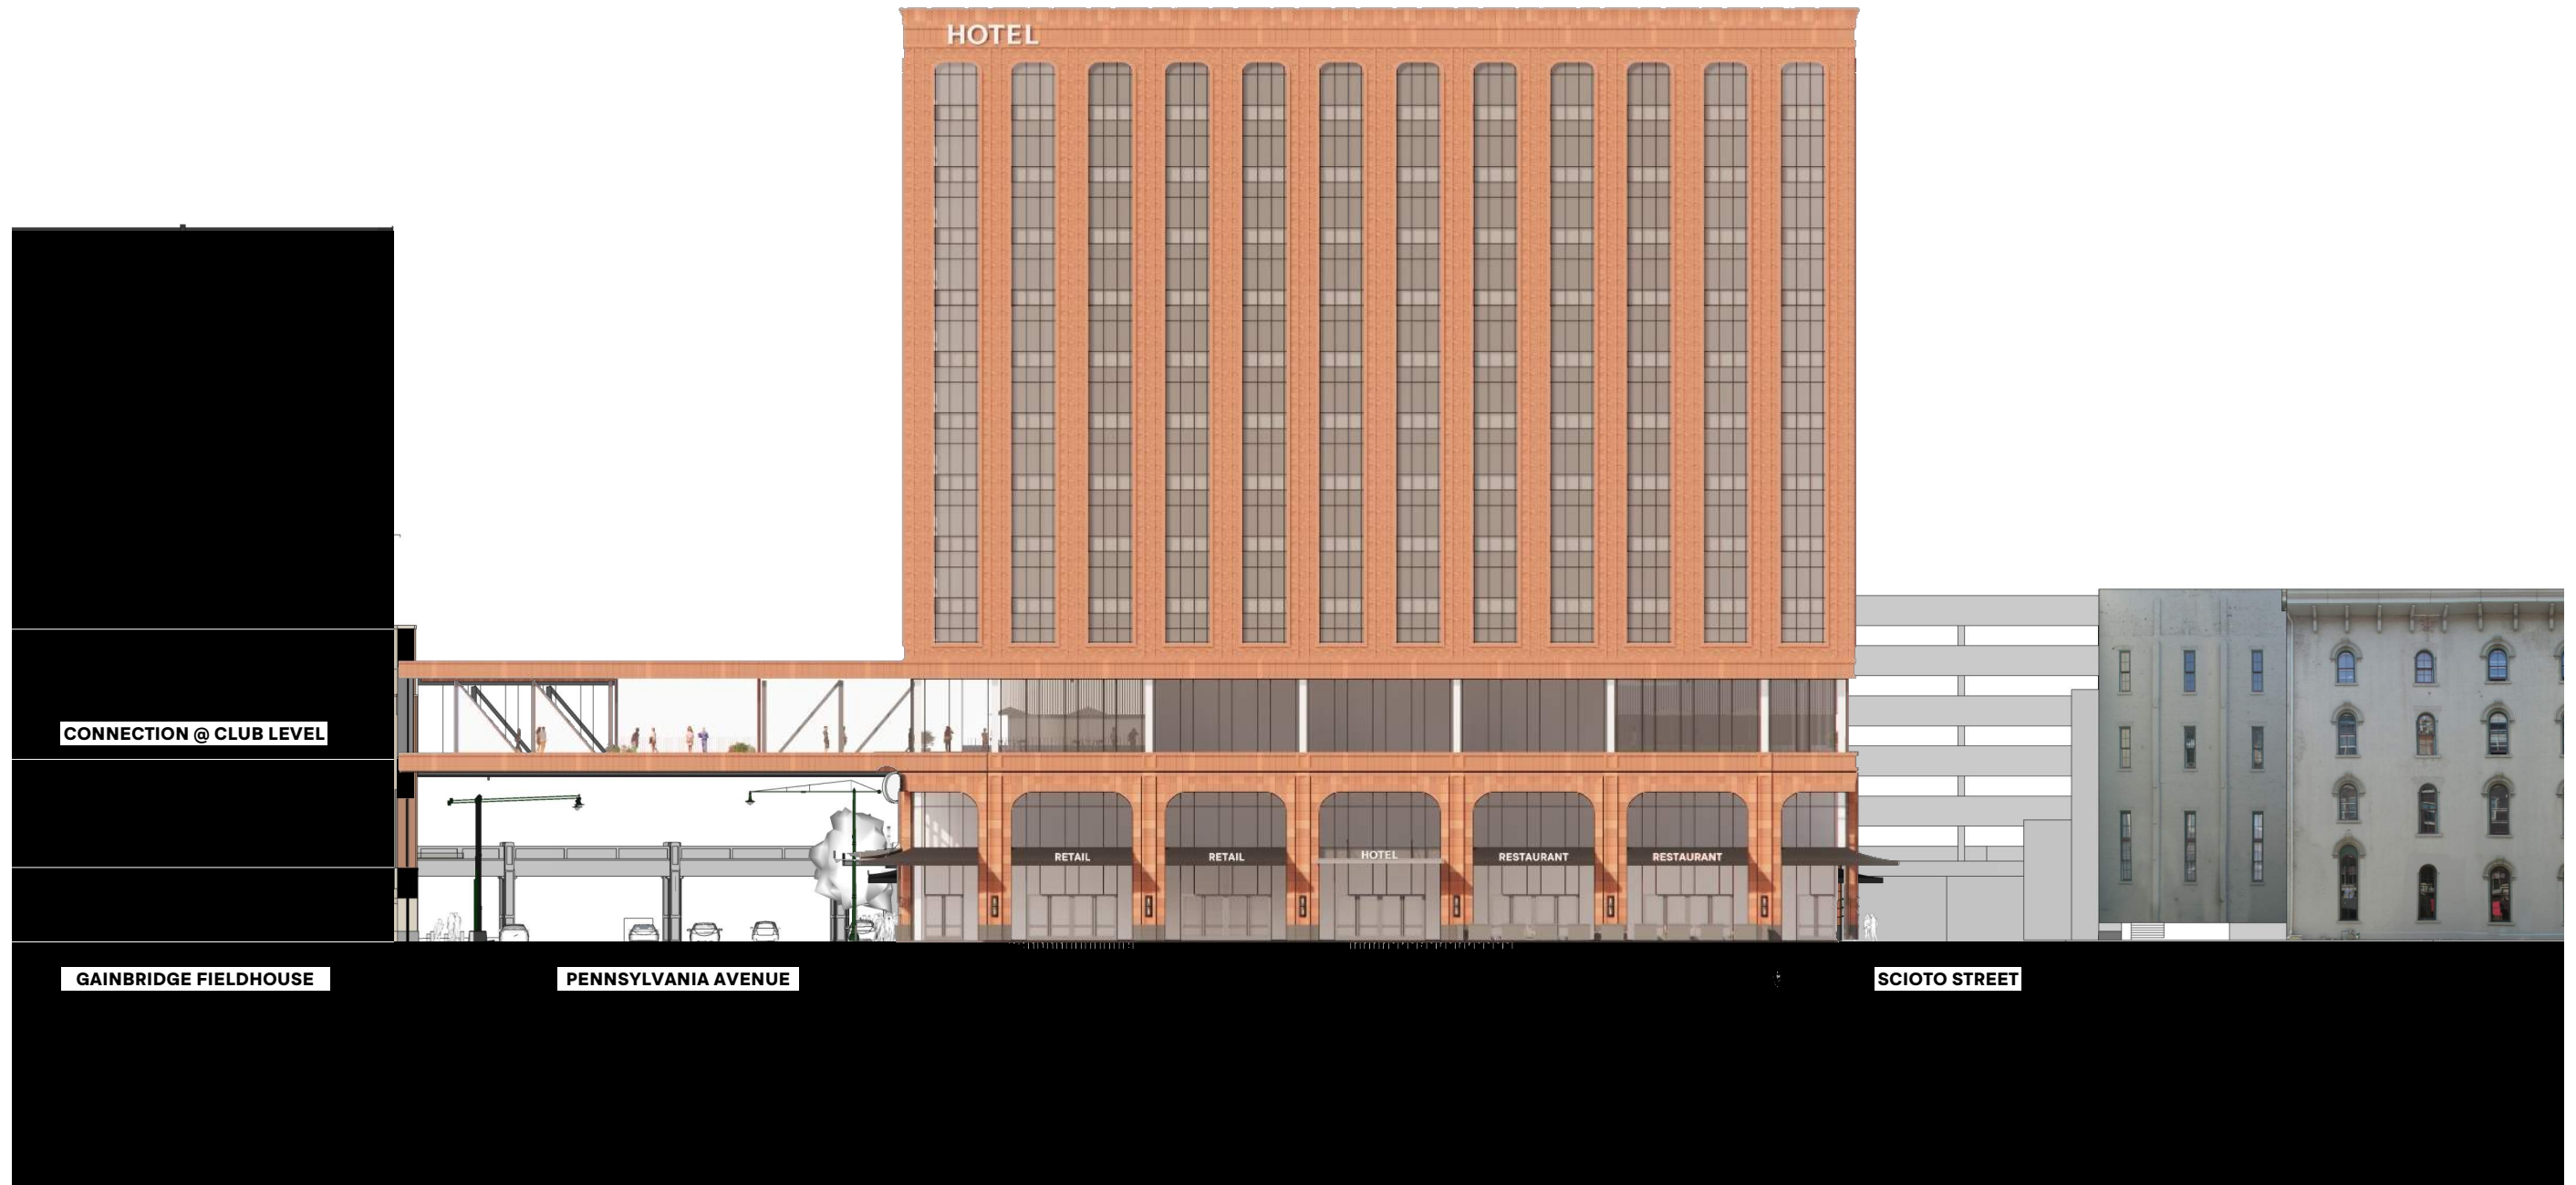 HOTEL
CONNECTION @ CLUB LEVEL
RETAIL
RETAIL
HOTEL
RESTAURANT
RESTAURANT
GAINBRIDGE FIELDHOUSE
PENNSYLVANIA AVENUE
SCIOTO STREET